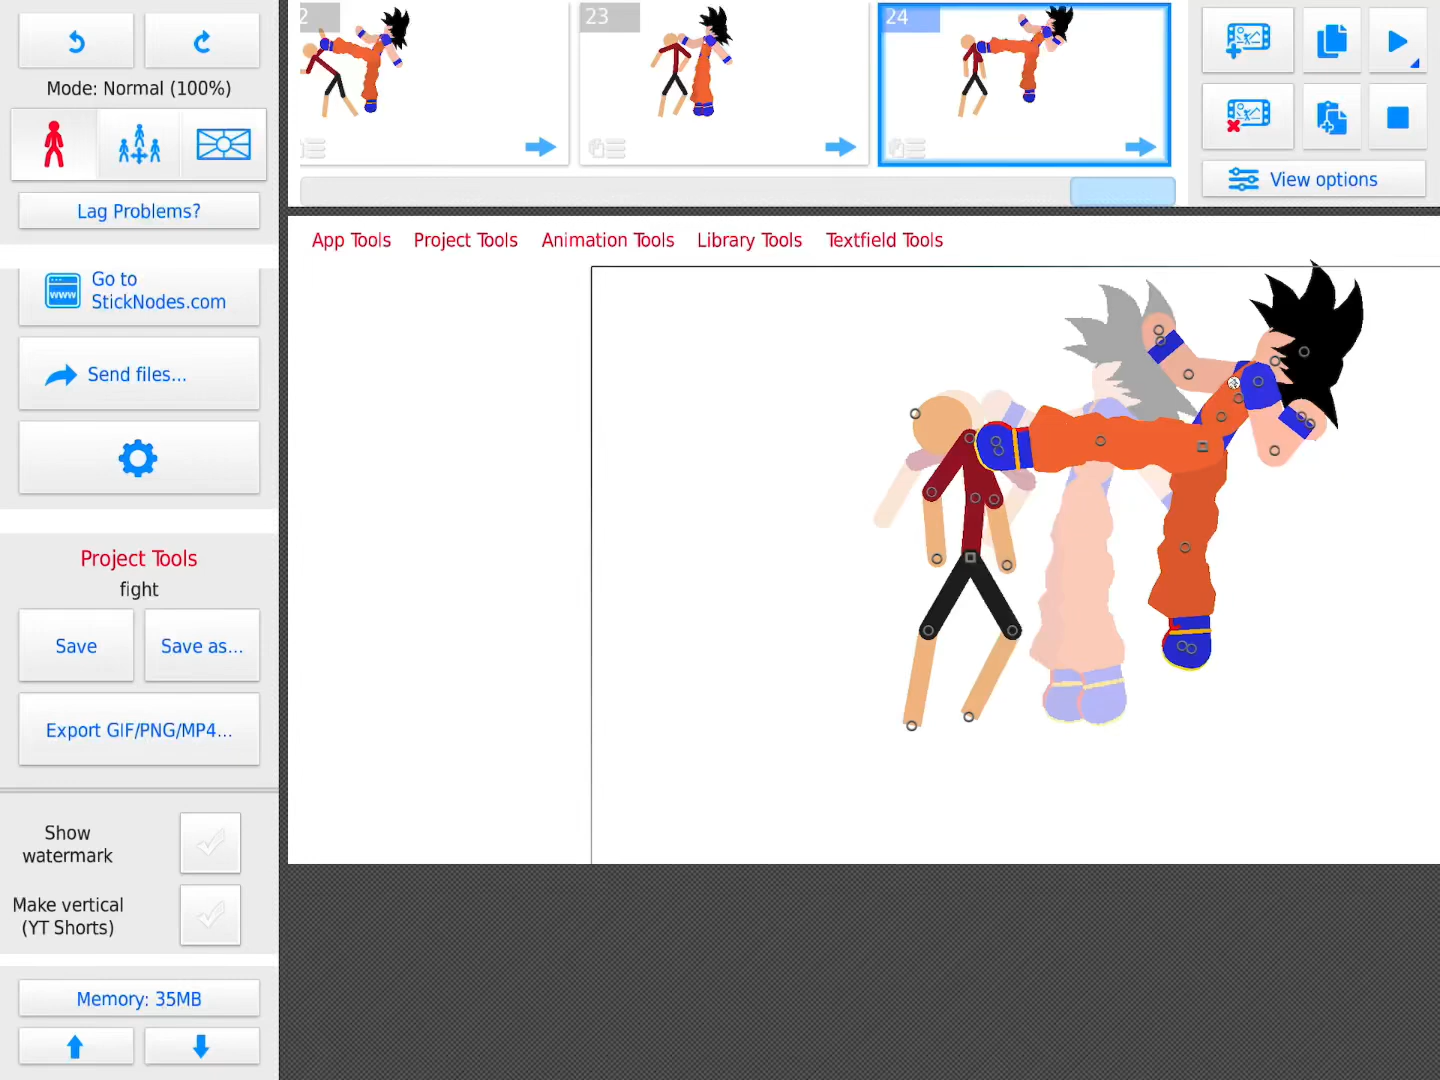 Mode: Normal (100%)
Lag Problems?
Go to
StickNodes.com
Send files...
Project Tools
fight
Save
Save as...
Export GIF/PNG/MP4...
Show
watermark
Make vertical
(YT Shorts)
Memory: 35MB
2
23
24
View options
App Tools
Project Tools
Animation Tools
Library Tools
Textfield Tools
www